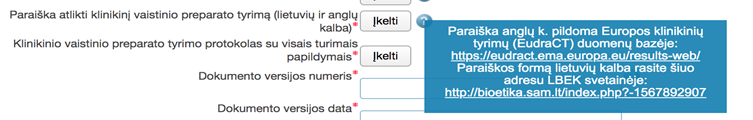 Paraiška atlikti klinikinį vaistinio preparato tyrimą (lietuvių ir anglų kalba)*
Įkelti
?
Klinikinio vaistinio preparato tyrimo protokolas su visais turimais papildymais*
Įkelti
Dokumento versijos numeris*
Dokumento versijos data*
Paraiška anglų k. pildoma Europos klinikinių
tyrimų (EudraCT) duomenų bazėje:
https://eudract.ema.europa.eu/results-web/
Paraiškos formą lietuvių kalba rasite šiuo
adresu LBEK svetainėje:
http://bioetika.sam.lt/index.php?-1567892907